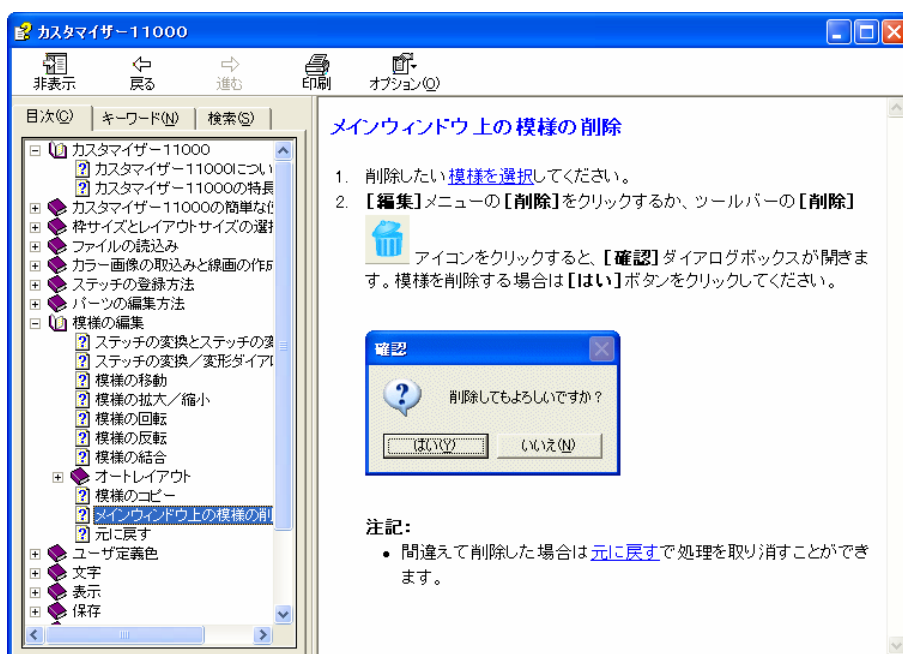 カスタマイザー11000
非表示 戻る 進む 印刷 オプション(O)
目次(C) キーワード(N) 検索(S)
カスタマイザー11000
カスタマイザー11000につい
カスタマイザー11000の特長
カスタマイザー11000の簡単な
枠サイズとレイアウトサイズの選
ファイルの読込み
カラー画像の取込みと線画の作
ステッチの登録方法
パーツの編集方法
模様の編集
ステッチの変換とステッチの変
ステッチの変換/変形ダイア
模様の移動
模様の拡大/縮小
模様の回転
模様の反転
模様の結合
オートレイアウト
模様のコピー
メインウィンドウ上の模様の削
元に戻す
ユーザ定義色
文字
表示
保存
メインウィンドウ上の模様の削除
1. 削除したい模様を選択してください。
2. [編集]メニューの[削除]をクリックするか、ツールバーの[削除]
アイコンをクリックすると、[確認]ダイアログボックスが開きま
す。模様を削除する場合は[はい]ボタンをクリックしてください。
確認
削除してもよろしいですか?
はい(Y) いいえ(N)
注記:
• 間違えて削除した場合は元に戻すで処理を取り消すことができ
ます。